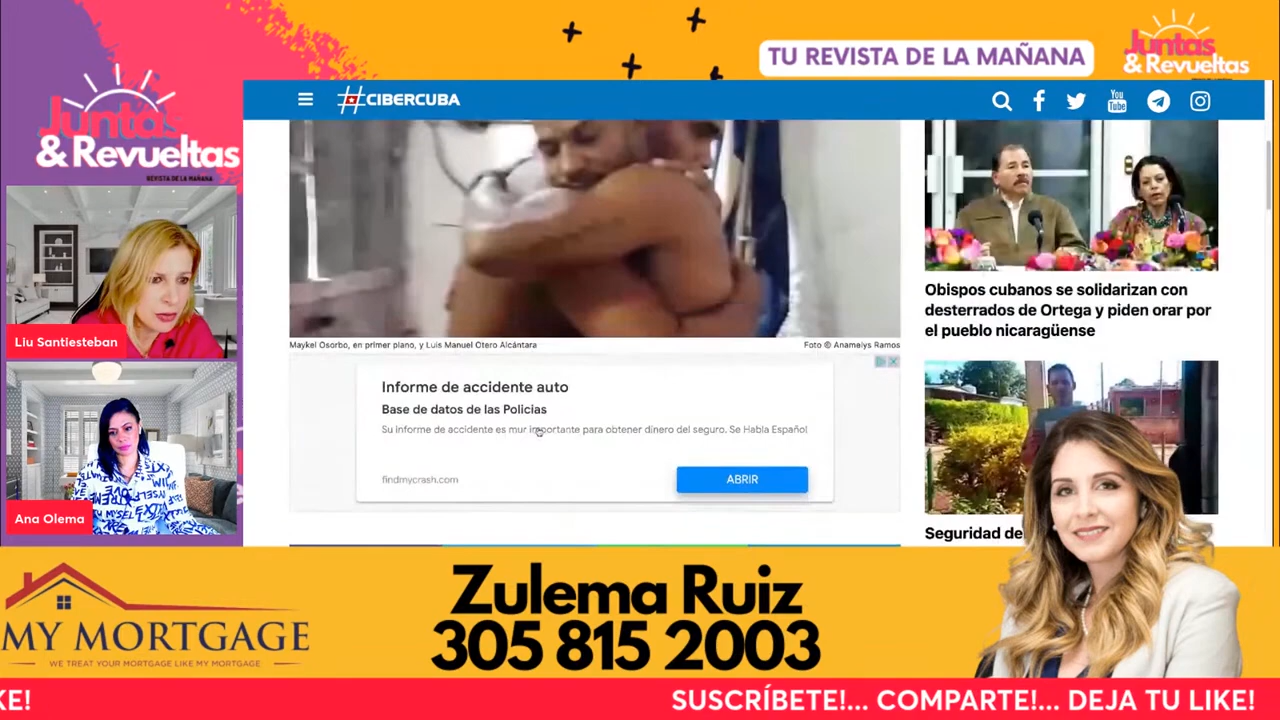 TU REVISTA DE LA MAÑANA
Juntas
& Revueltas
Juntas
& Revueltas
REVISTA DE LA MAÑANA
#CIBERCUBA
You
Tube
Liu Santiesteban
Ana Olema
Maykel Osorbo, en primer plano, y Luis Manuel Otero Alcántara
Foto © Anamelys Ramos
Informe de accidente auto
Base de datos de las Policias
Su informe de accidente es mur importante para obtener dinero del seguro. Se Habla Español
findmycrash.com
ABRIR
Obispos cubanos se solidarizan con
desterrados de Ortega y piden orar por
el pueblo nicaragüense
Seguridad de
MY MORTGAGE
WE TREAT YOUR MORTGAGE LIKE MY MORTGAGE
Zulema Ruiz
305 815 2003
KE!
SUSCRÍBETE!... COMPARTE!... DEJA TU LIKE!